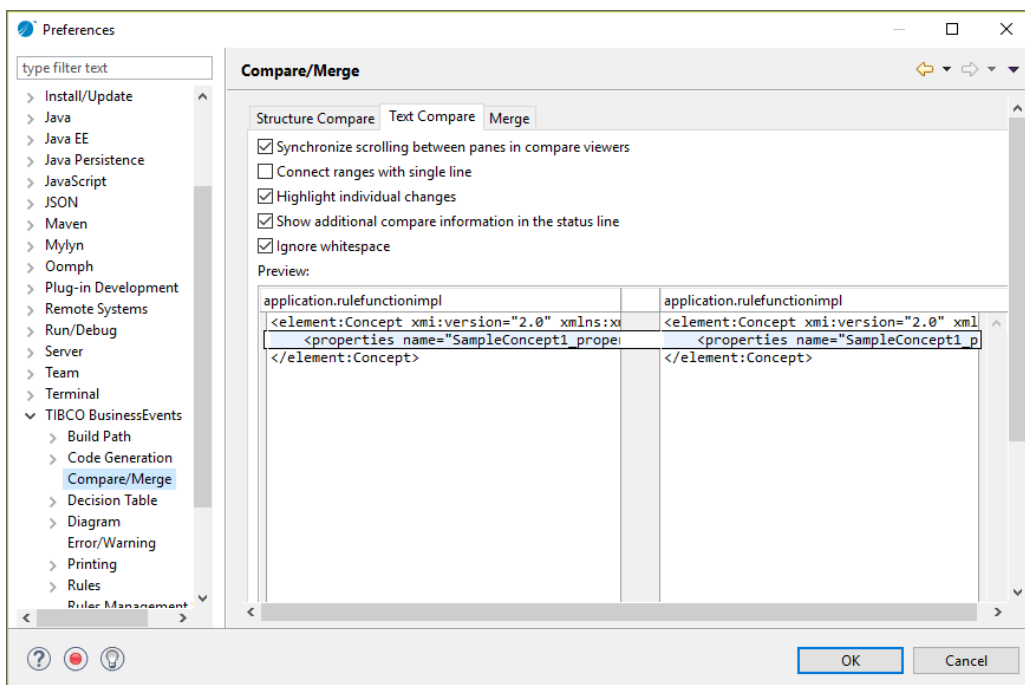 Preferences
type filter text
Install/Update
Java
Java EE
Java Persistence
JavaScript
JSON
Maven
Mylyn
Oomph
Plug-in Development
Remote Systems
Run/Debug
Server
Team
Terminal
TIBCO BusinessEvents
Build Path
Code Generation
Compare/Merge
Decision Table
Diagram
Error/Warning
Printing
Rules
Rules Management
Compare/Merge
Structure Compare Text Compare Merge
Synchronize scrolling between panes in compare viewers
Connect ranges with single line
Highlight individual changes
Show additional compare information in the status line
Ignore whitespace
Preview:
application.rulefunctionimpl
<element:Concept xmi:version="2.0" xmlns:x
<properties name="SampleConcept1_proper
</element:Concept>
application.rulefunctionimpl
<element:Concept xmi:version="2.0" xml
<properties name="SampleConcept1_p
</element:Concept>
OK Cancel